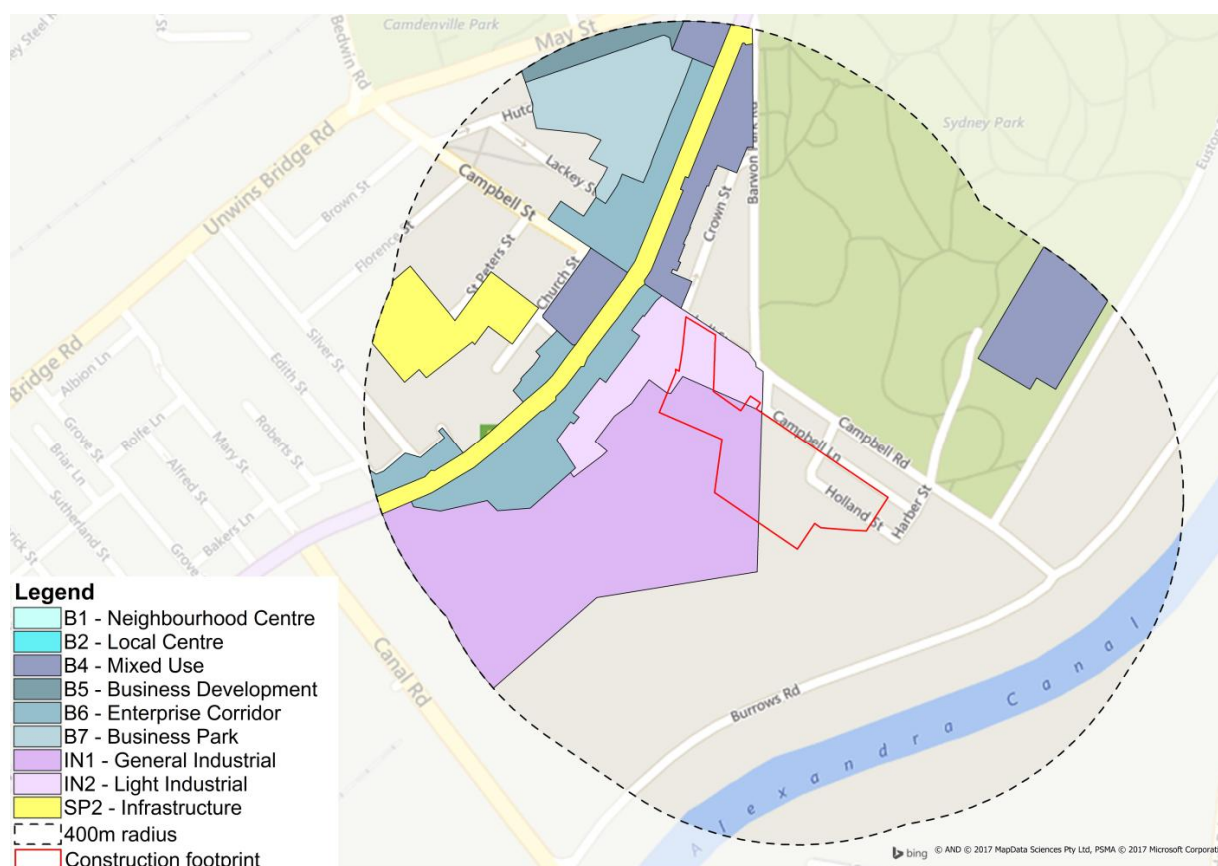 Camdenville Park
May St
Bedwin Rd
Sydney Park
Unwins Bridge Rd
Lackey St
Campbell St
Brown St
Florence St
St Peters St
Church St
Crown St
Barwon Park Rd
Silver St
Edith St
Bridge Rd
Albion Ln
Grove St
Rolfe Ln
Briar Ln
Mary St
Roberts St
Alfred St
Sutherland St
Bakers Ln
Campbell Ln
Campbell Rd
Holland St
Harber St
Canal Rd
Burrows Rd
Alexandra Canal
Legend
B1 - Neighbourhood Centre
B2 - Local Centre
B4 - Mixed Use
B5 - Business Development
B6 - Enterprise Corridor
B7 - Business Park
IN1 - General Industrial
IN2 - Light Industrial
SP2 - Infrastructure
400m radius
Construction footprint
bing © AND © 2017 MapData Sciences Pty Ltd, PSMA © 2017 Microsoft